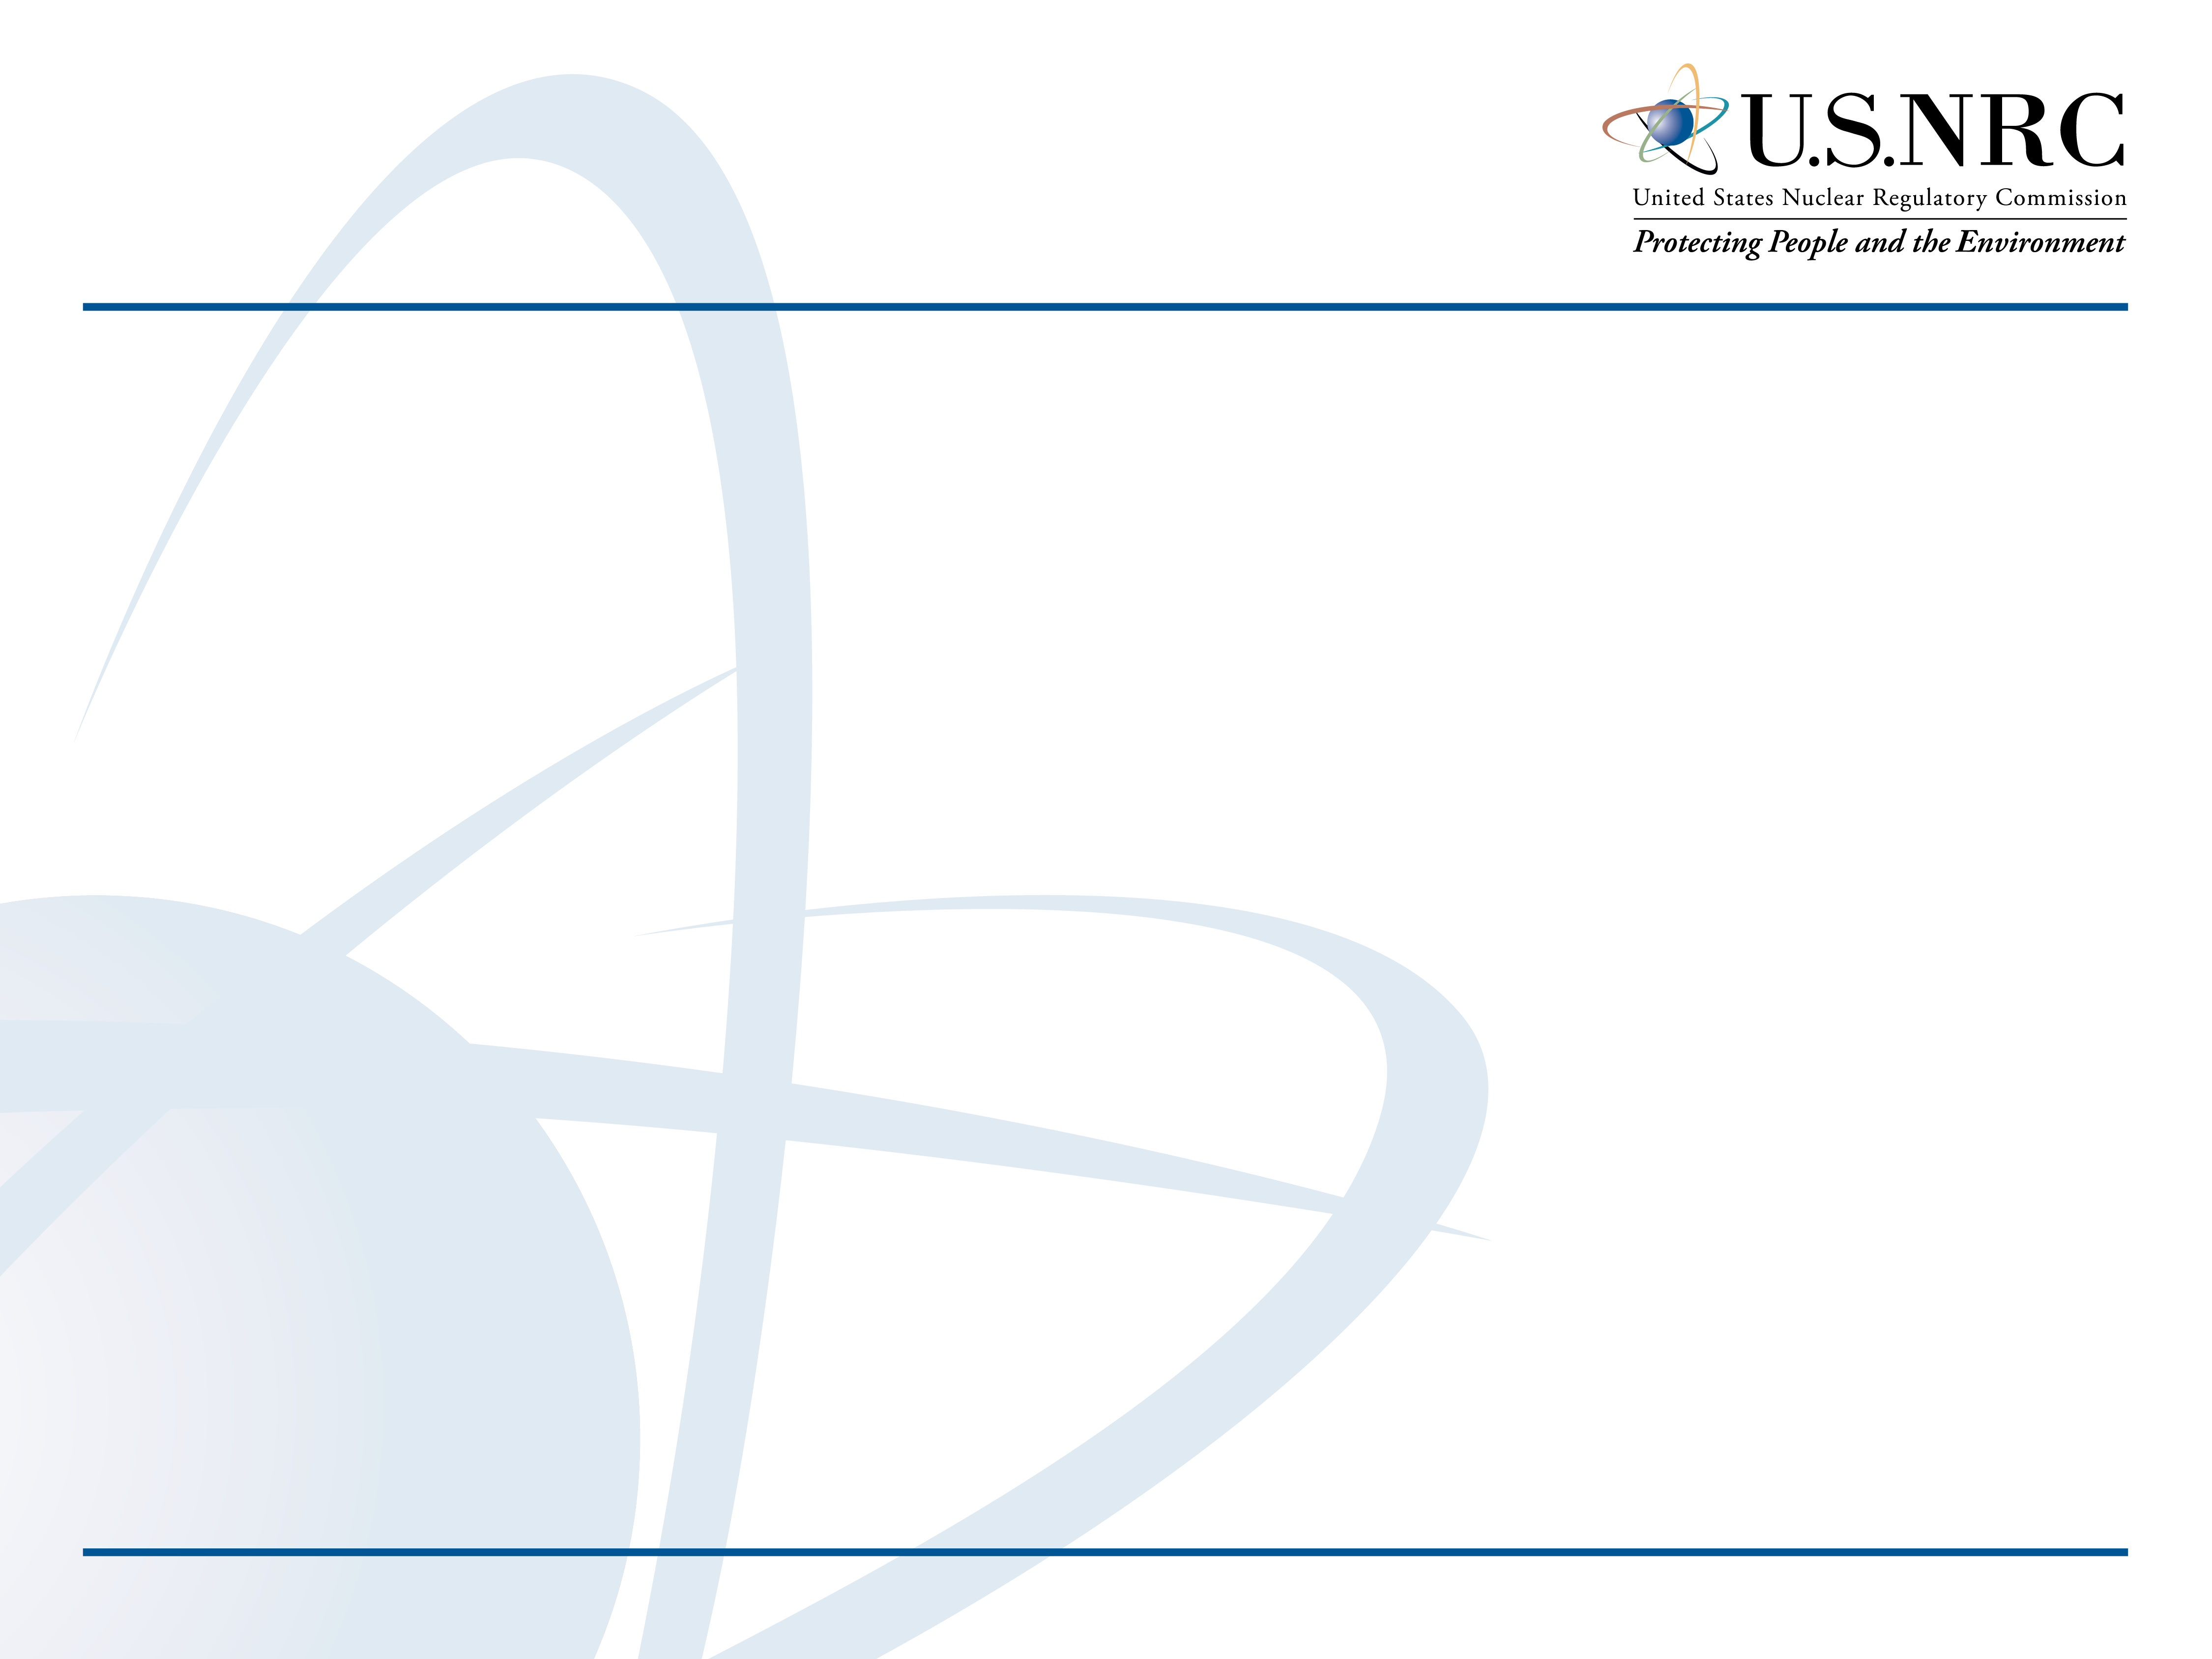 U.S.NRC
United States Nuclear Regulatory Commission
Protecting People and the Environment